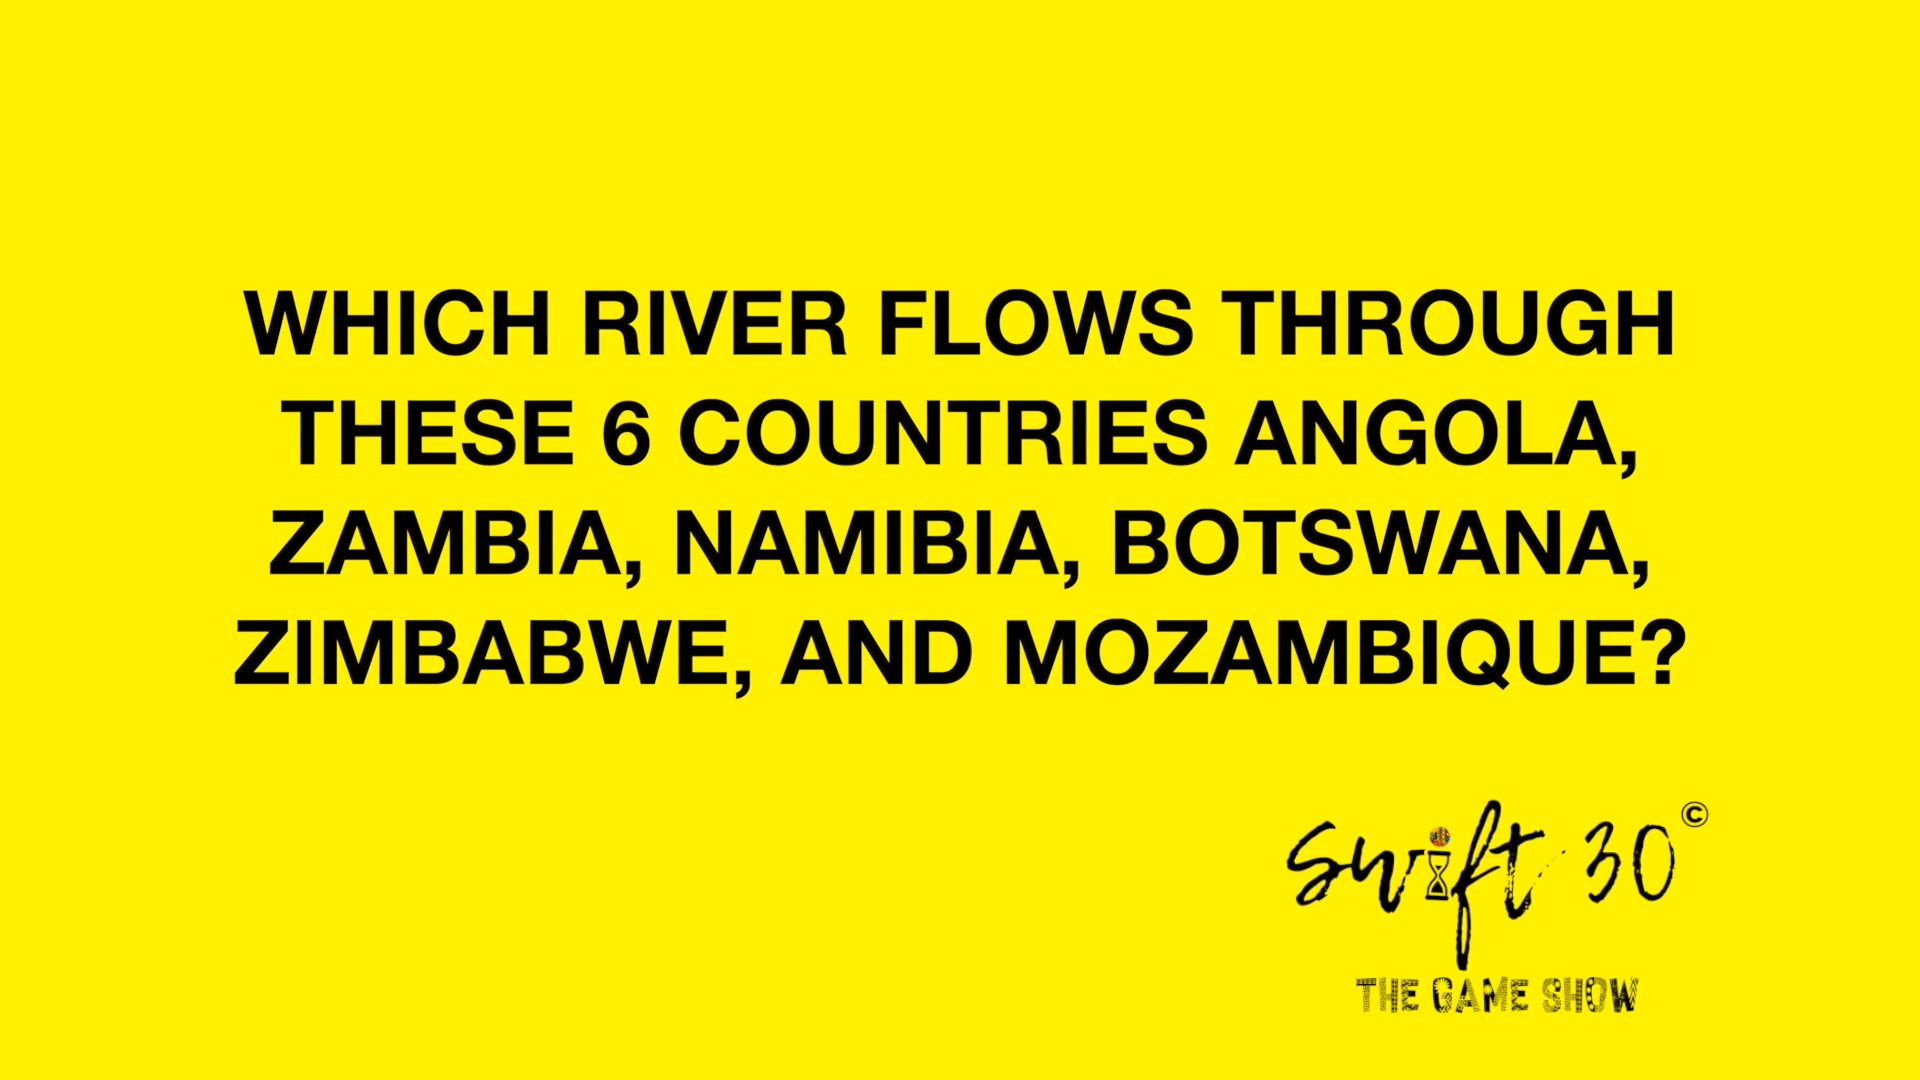 WHICH RIVER FLOWS THROUGH
THESE 6 COUNTRIES ANGOLA,
ZAMBIA, NAMIBIA, BOTSWANA,
ZIMBABWE, AND MOZAMBIQUE?
swift 30©
THE GAME SHOW